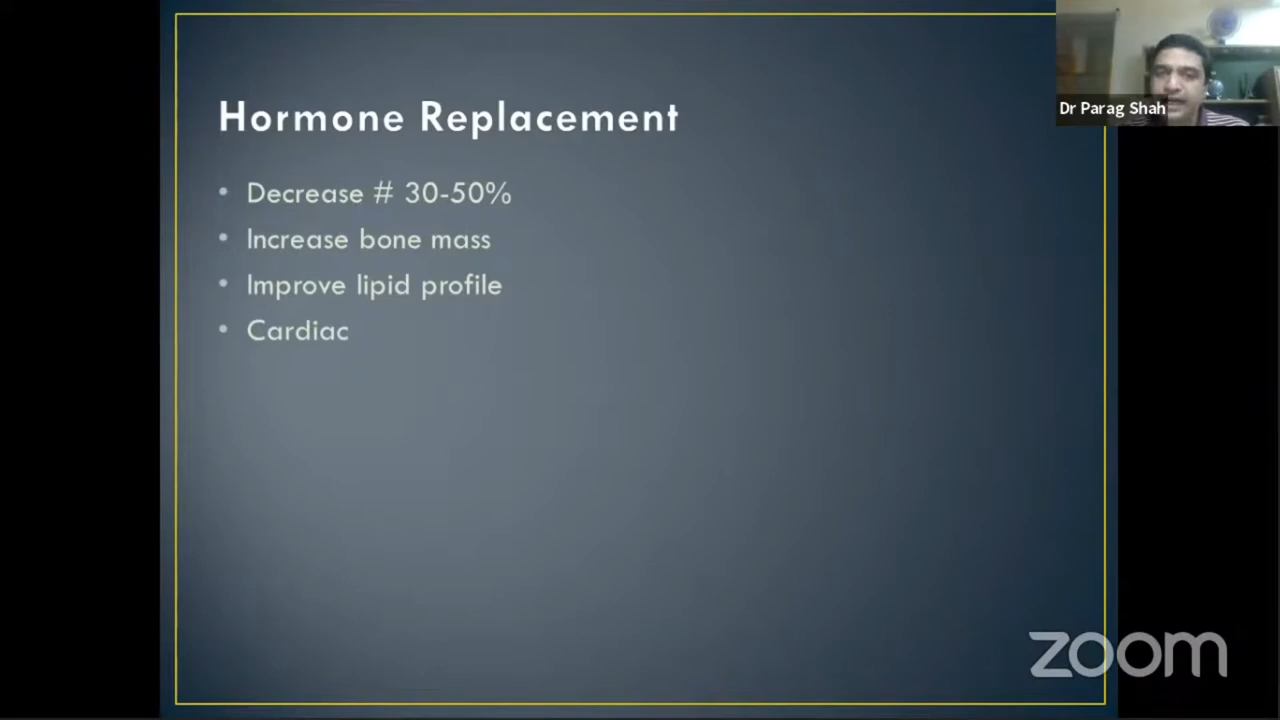 Hormone Replacement
• Decrease # 30-50%
• Increase bone mass
• Improve lipid profile
• Cardiac
Dr Parag Shah
zoom